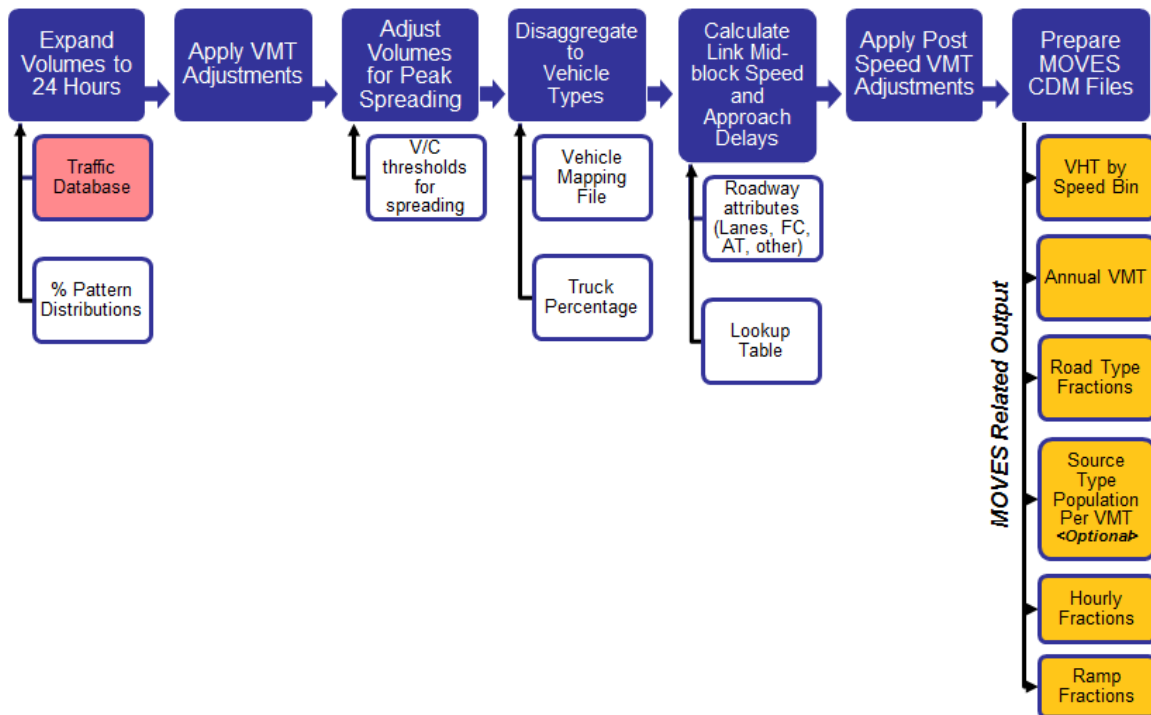 Expand
Volumes to
24 Hours
Apply VMT
Adjustments
Adjust
Volumes
for Peak
Spreading
Disaggregate
to
Vehicle
Types
Calculate
Link Mid-
block Speed
and
Approach
Delays
Apply Post
Speed VMT
Adjustments
Prepare
MOVES
CDM Files
Traffic
Database
% Pattern
Distributions
V/C
thresholds
for
spreading
Vehicle
Mapping
File
Truck
Percentage
Roadway
attributes
(Lanes, FC,
AT, other)
Lookup
Table
MOVES Related Output
VHT by
Speed Bin
Annual VMT
Road Type
Fractions
Source
Type
Population
Per VMT
<Optional>
Hourly
Fractions
Ramp
Fractions